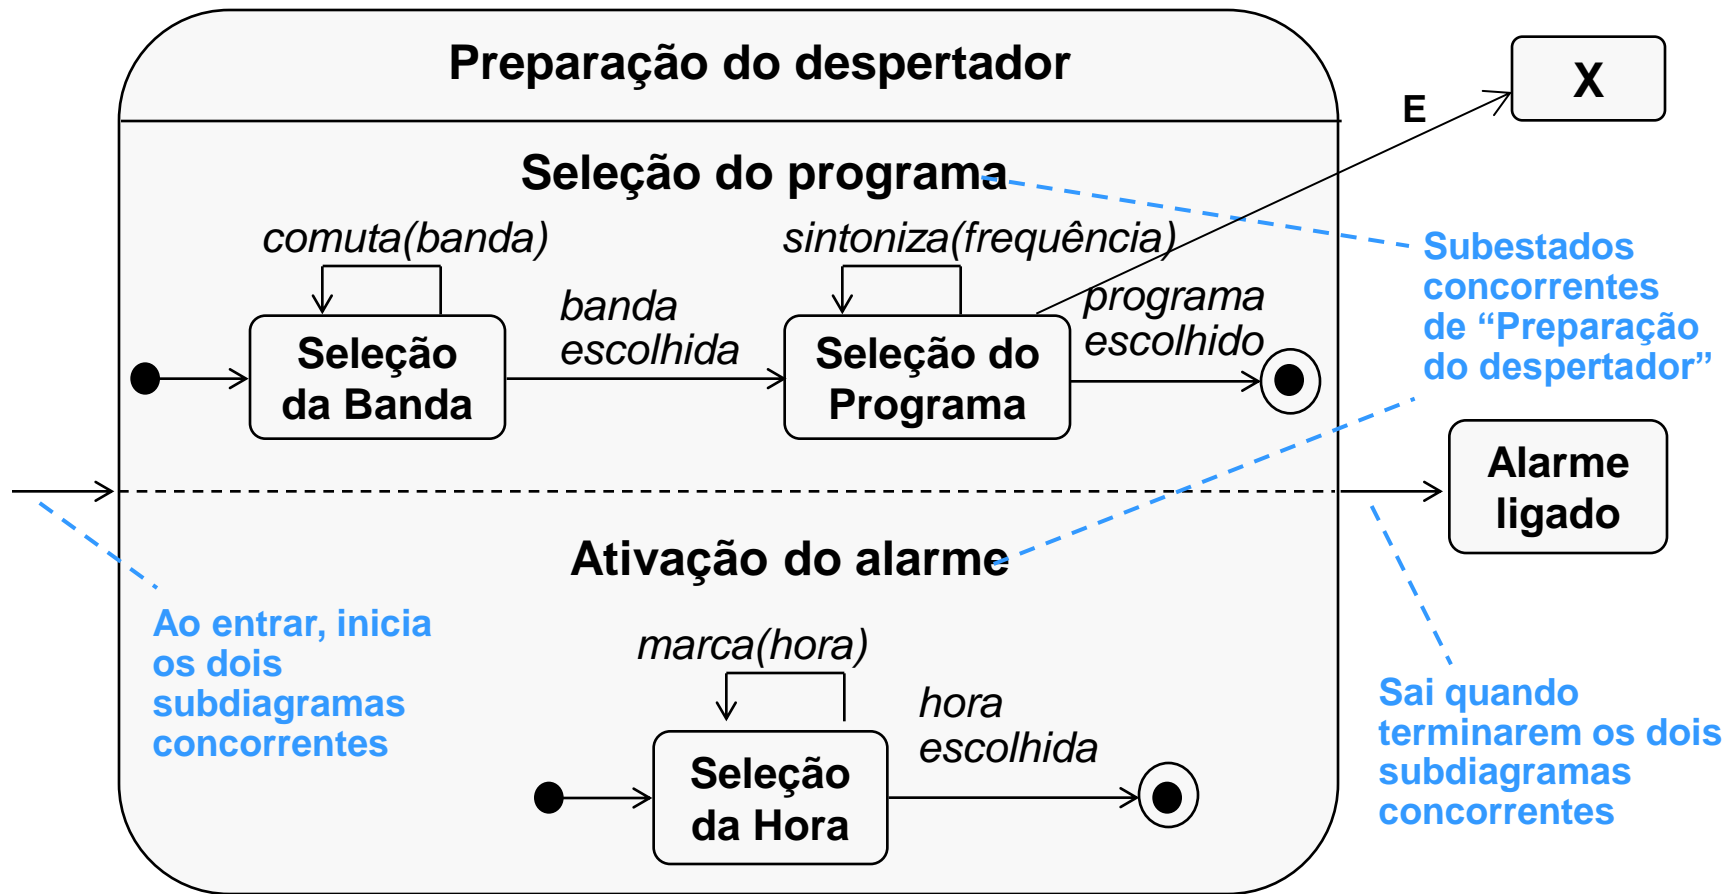 Preparação do despertador
X
E
Seleção do programa
comuta(banda)
sintoniza(frequência)
banda
escolhida
programa
escolhido
Seleção
da Banda
Seleção do
Programa
Subestados
concorrentes
de “Preparação
do despertador”
Alarme
ligado
Ativação do alarme
Ao entrar, inicia
os dois
subdiagramas
concorrentes
marca(hora)
hora
escolhida
Seleção
da Hora
Sai quando
terminarem os dois
subdiagramas
concorrentes